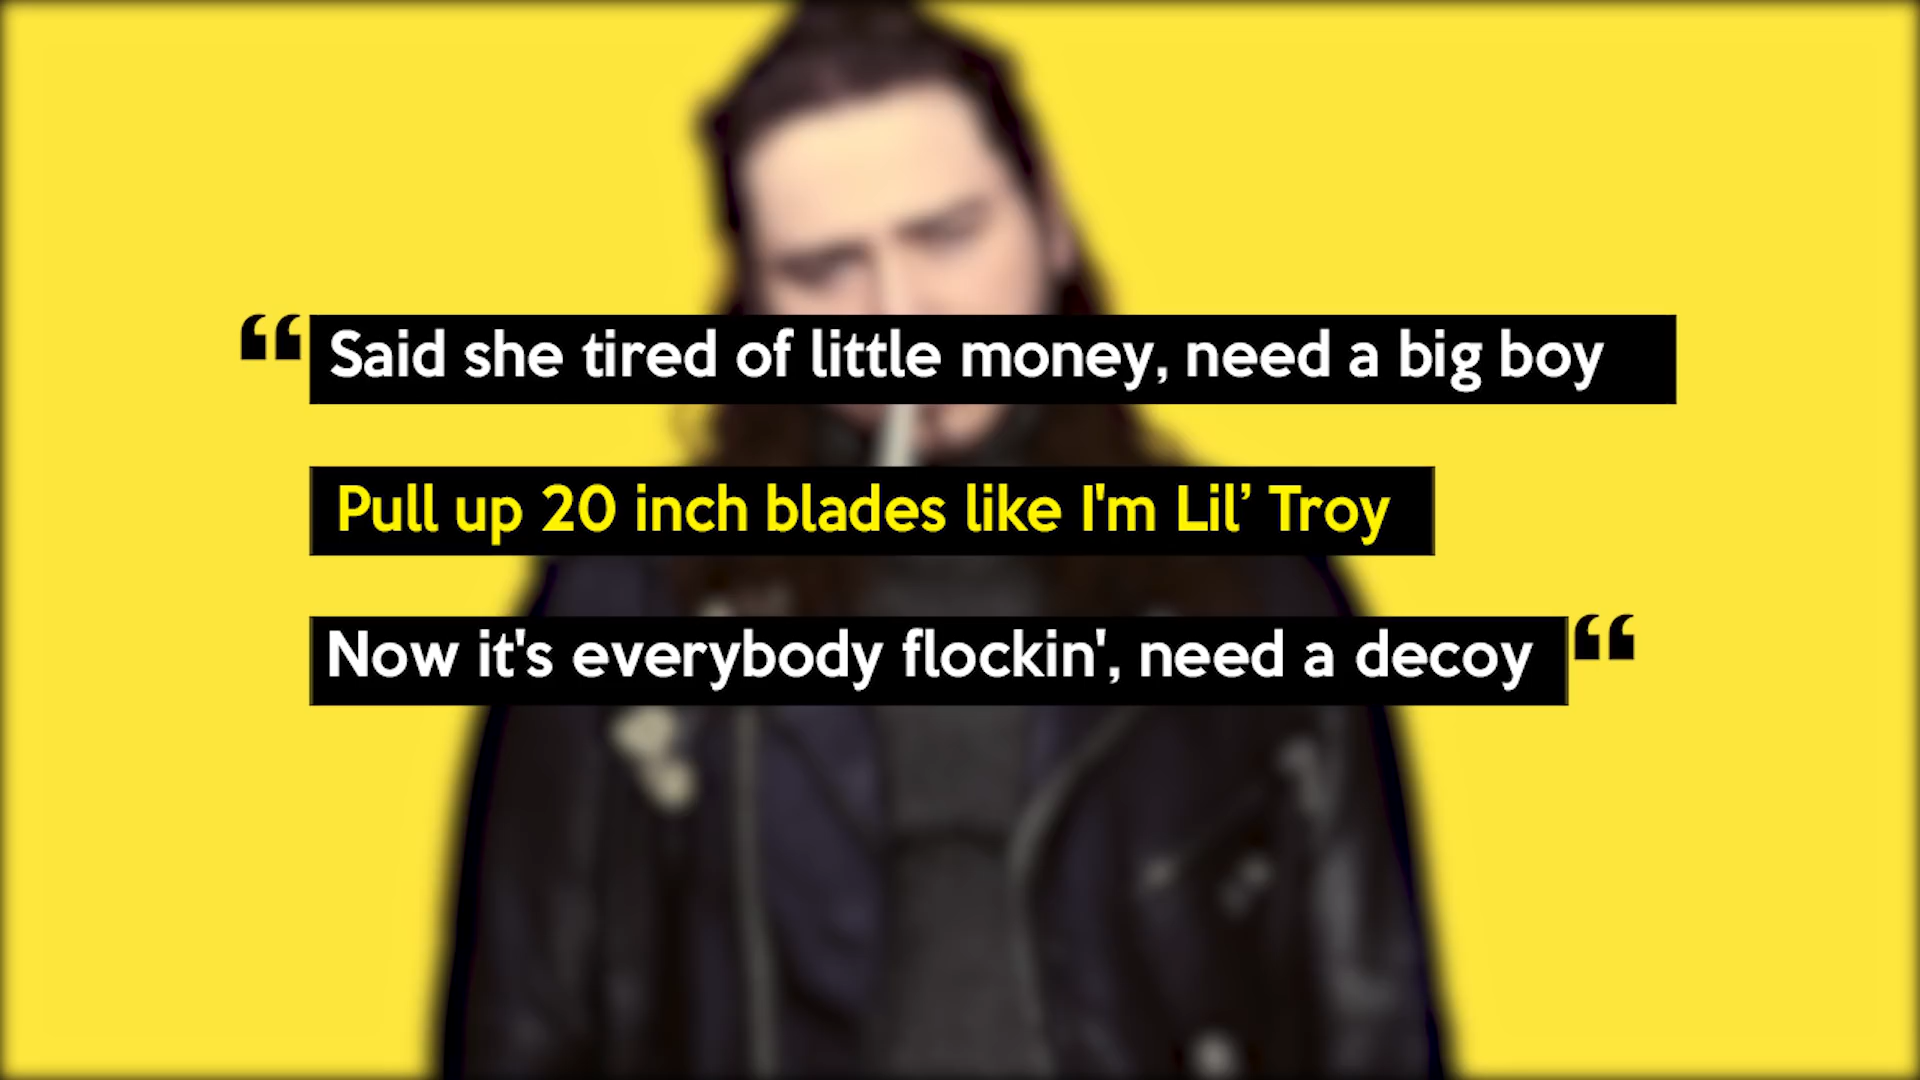 “Said she tired of little money, need a big boy
Pull up 20 inch blades like I'm Lil’ Troy
Now it's everybody flockin', need a decoy“